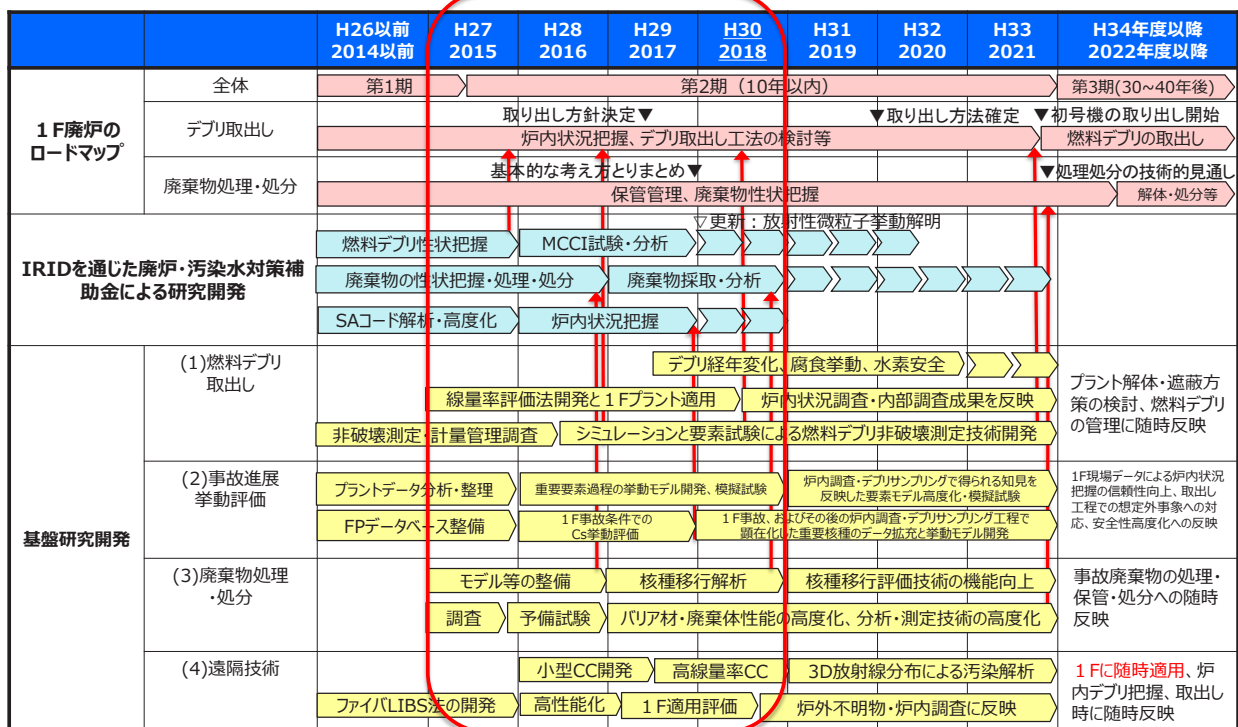 H26以前 H27 H28 H29 H30 H31 H32 H33 H34年度以降
2014以前 2015 2016 2017 2018 2019 2020 2021 2022年度以降
1F廃炉の
ロードマップ
全体
第1期
第2期(10年以内)
第3期(30~40年後)
デブリ取出し
取り出し方針決定▼
▼取り出し方法確定
▼初号機の取り出し開始
炉内状況把握、デブリ取出し工法の検討等
燃料デブリの取出し
廃棄物処理・処分
基本的な考え方とりまとめ▼
▼処理処分の技術的見通し
保管管理、廃棄物性状把握
解体・処分等
IRIDを通じた廃炉・汚染水対策補
助金による研究開発
▽更新:放射性微粒子挙動解明
燃料デブリ性状把握
MCCI試験・分析
廃棄物の性状把握・処理・処分
廃棄物採取・分析
SAコード解析・高度化
炉内状況把握
基盤研究開発
(1)燃料デブリ
取出し
デブリ経年変化、腐食挙動、水素安全
線量率評価法開発と1Fプラント適用
炉内状況調査・内部調査成果を反映
非破壊測定・計量管理調査
シミュレーションと要素試験による燃料デブリ非破壊測定技術開発
プラント解体・遮蔽方
策の検討、燃料デブリ
の管理に随時反映
(2)事故進展
挙動評価
プラントデータ分析・整理
重要要素過程の挙動モデル開発、模擬試験
炉内調査・デブリサンプリングで得られる知見を
反映した要素モデル高度化・模擬試験
FPデータベース整備
1F事故条件での
Cs挙動評価
1F事故、およびその後の炉内調査・デブリサンプリング工程で
顕在化した重要核種のデータ拡充と挙動モデル開発
1F現場データによる炉内状況
把握の信頼性向上、取出し
工程での想定外事象への対
応、安全性高度化への反映
(3)廃棄物処理
・処分
モデル等の整備
核種移行解析
核種移行評価技術の機能向上
調査
予備試験
バリア材・廃棄体性能の高度化、分析・測定技術の高度化
事故廃棄物の処理・
保管・処分への随時
反映
(4)遠隔技術
小型CC開発
高線量率CC
3D放射線分布による汚染解析
ファイバLIBS法の開発
高性能化
1F適用評価
炉外不明物・炉内調査に反映
1Fに随時適用、炉
内デブリ把握、取出し
時に随時反映